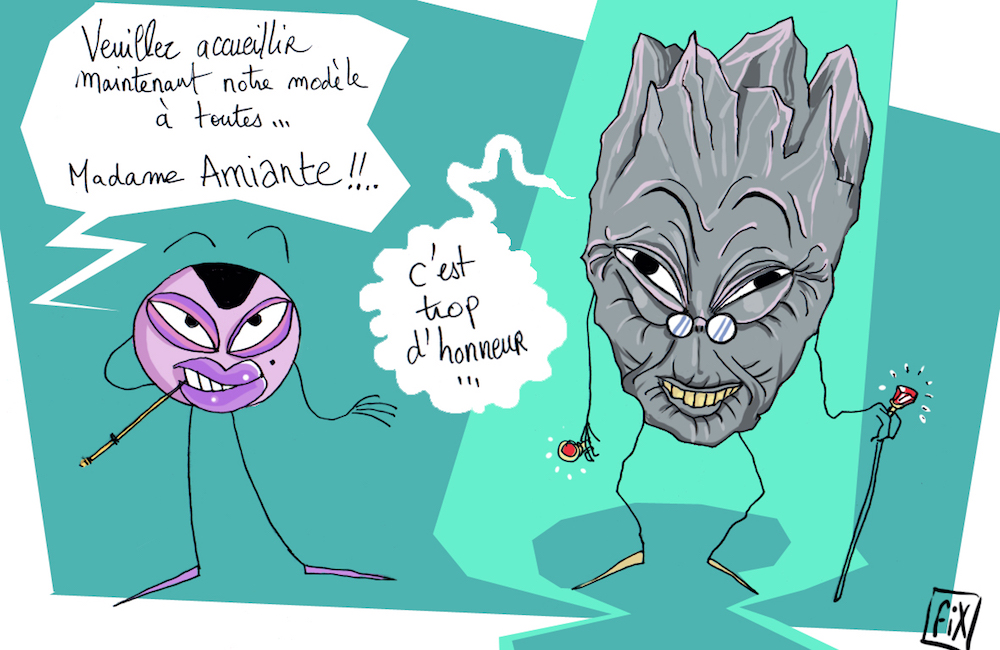 Veuillez accueillir
maintenant notre modèle
à toutes...
Madame Amiante!!..
c'est
trop
d'honneur
...
FiX